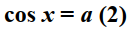 cos x = a (2)